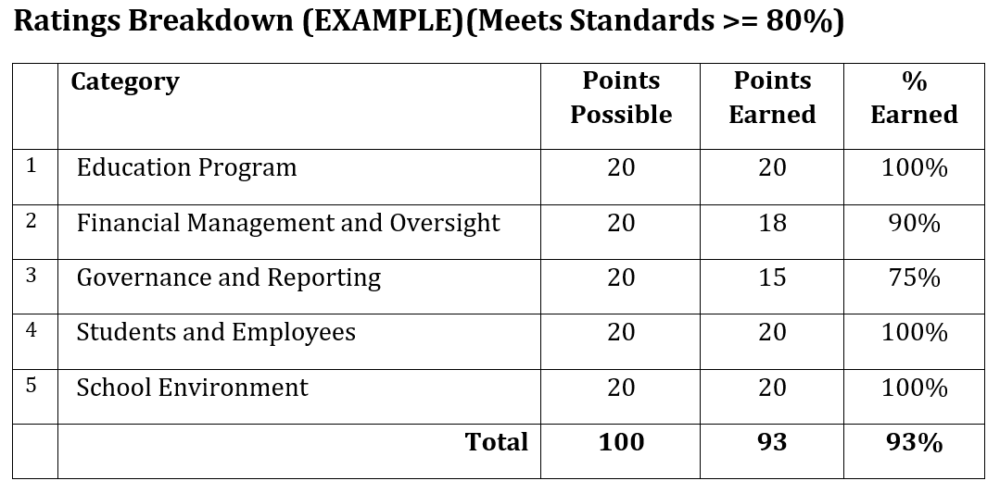 Ratings Breakdown (EXAMPLE)(Meets Standards >= 80%)
Category Points Possible Points Earned % Earned
1 Education Program 20 20 100%
2 Financial Management and Oversight 20 18 90%
3 Governance and Reporting 20 15 75%
4 Students and Employees 20 20 100%
5 School Environment 20 20 100%
Total 100 93 93%